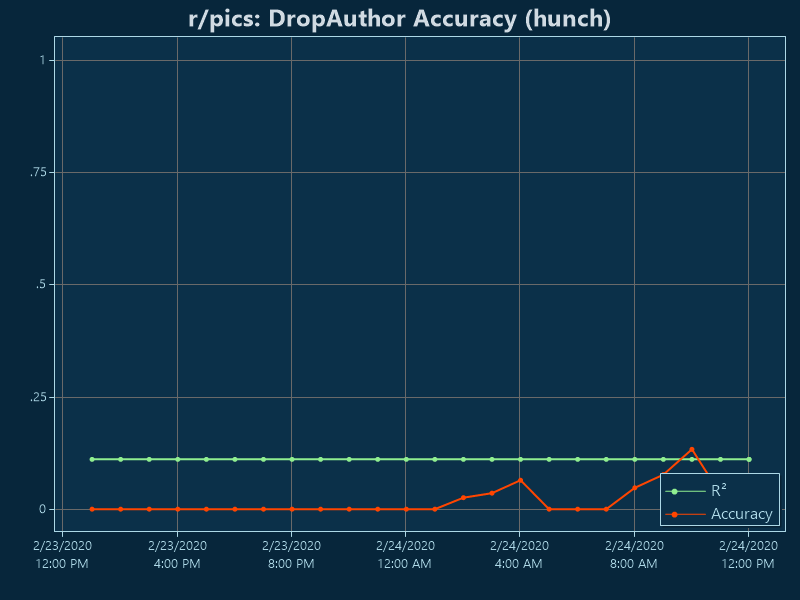 r/pics: DropAuthor Accuracy (hunch)
1
.75
.5
.25
0
R²
Accuracy
2/23/2020 2/23/2020 2/23/2020 2/24/2020 2/24/2020 2/24/2020 2/24/2020
12:00 PM 4:00 PM 8:00 PM 12:00 AM 4:00 AM 8:00 AM 12:00 PM